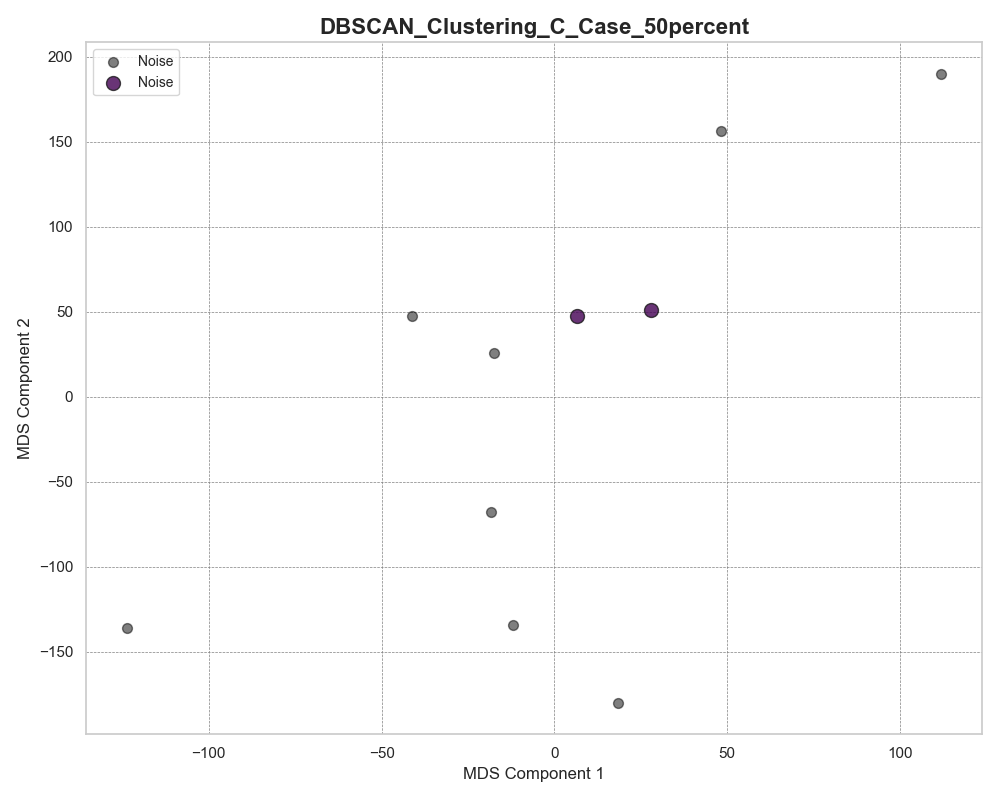 DBSCAN_Clustering_C_Case_50percent
Noise
Noise
200
150
100
50
0
−50
−100
−150
MDS Component 2
−100
−50
0
50
100
MDS Component 1